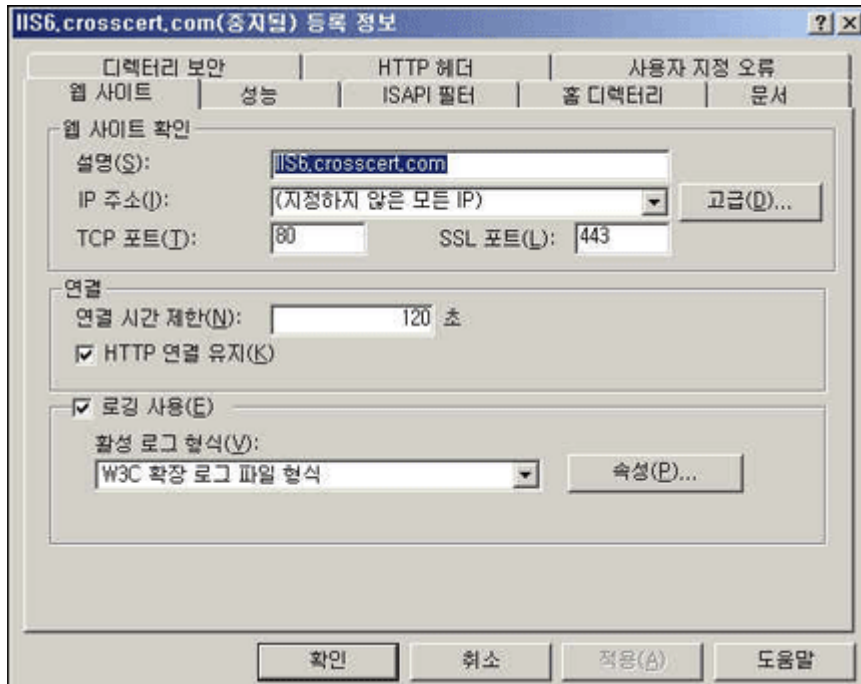 IIS6.crosscert.com(중지됨) 등록 정보
디렉터리 보안 HTTP 헤더 사용자 지정 오류
웹 사이트 성능 ISAPI 필터 홈 디렉터리 문서
웹 사이트 확인
설명(S): IIS6.crosscert.com
IP 주소(I): (지정하지 않은 모든 IP) 고급(D)...
TCP 포트(T): 80 SSL 포트(L): 443
연결
연결 시간 제한(N): 120 초
HTTP 연결 유지(K)
로깅 사용(E)
활성 로그 형식(V):
W3C 확장 로그 파일 형식 속성(P)...
확인 취소 적용(A) 도움말